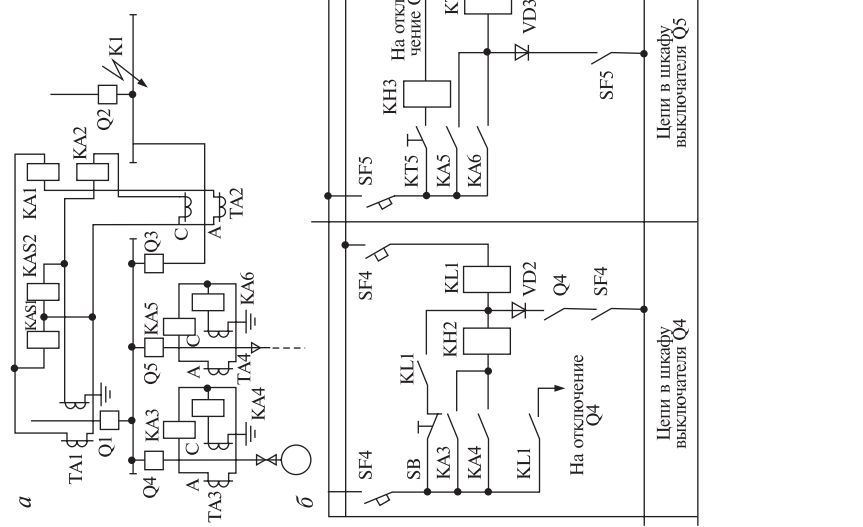 а
K1
Q2
KA2
KA1
KAS2
KAS1
TA2
C
A
Q3
KA6
KA5
C
Q5
A
TA4
KA4
KA3
C
Q4
A
TA3
Q1
TA1
б
SF4
SB
KA3
KA4
KL1
KL1
KH2
KL1
SF4
VD2
Q4
SF4
На отключение
Q4
Цепи в шкафу
выключателя Q4
SF5
KT5
KA5
KA6
KH3
На отклю-
чение
VD3
SF5
Цепи в шкафу
выключателя Q5